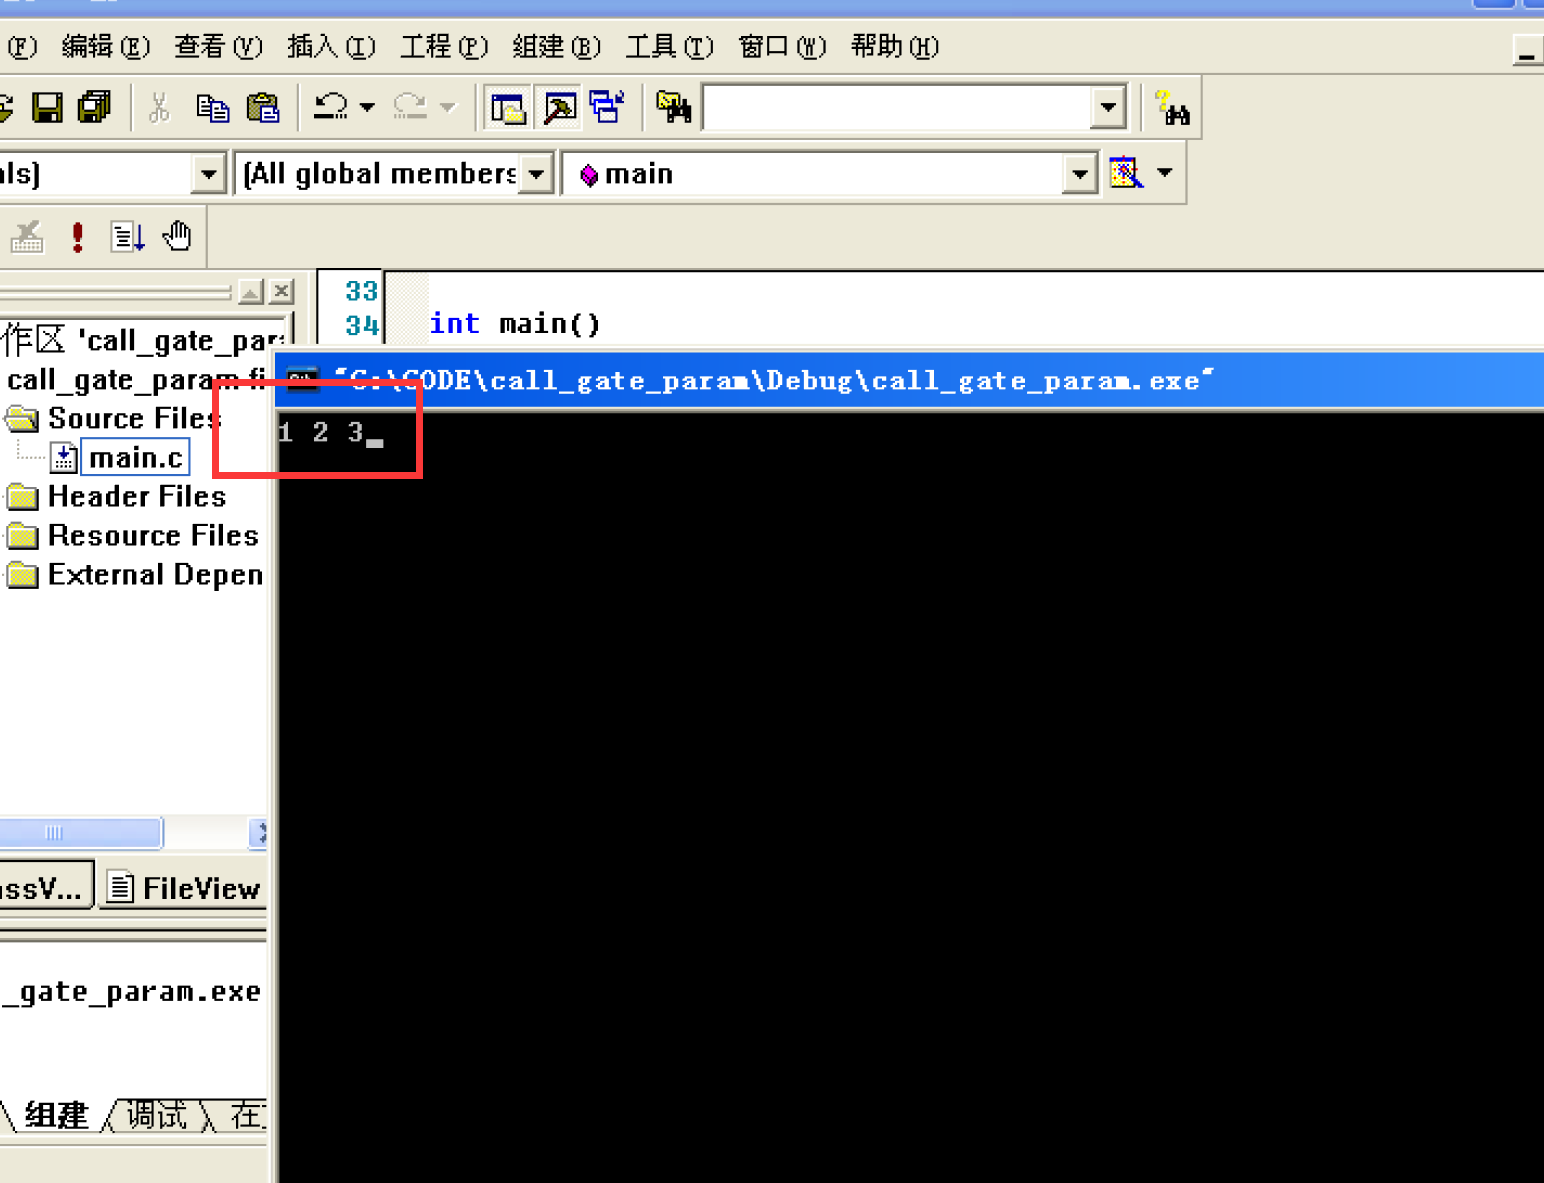 (F) 编辑(E) 查看(V) 插入(I) 工程(P) 组建(B) 工具(T) 窗口(W) 帮助(H)
(All global members main
33
34 int main()
作区 'call_gate_par
call_gate_param fi
"C:\CODE\call_gate_param\Debug\call_gate_param.exe"
Source Files
1 2 3_
main.c
Header Files
Resource Files
External Depen
assV... FileView
_gate_param.exe
组建 调试 在